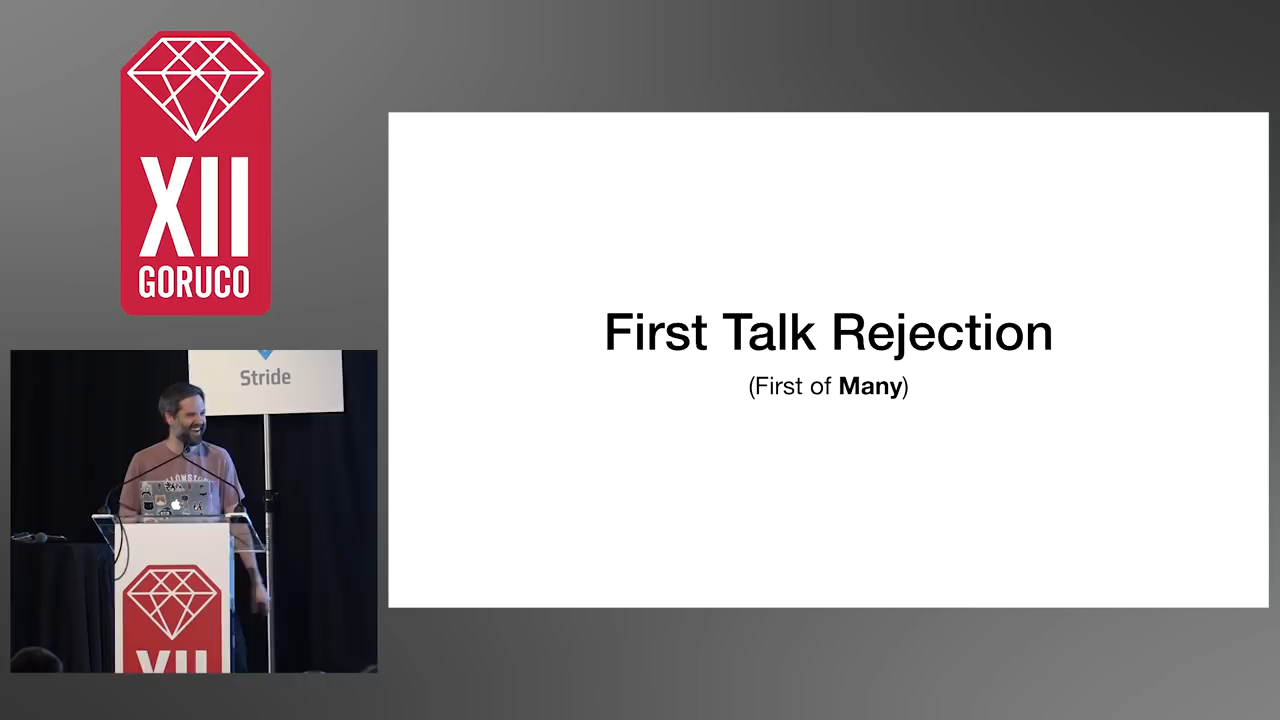 XII
GORUCO
First Talk Rejection
(First of Many)
Stride
XII